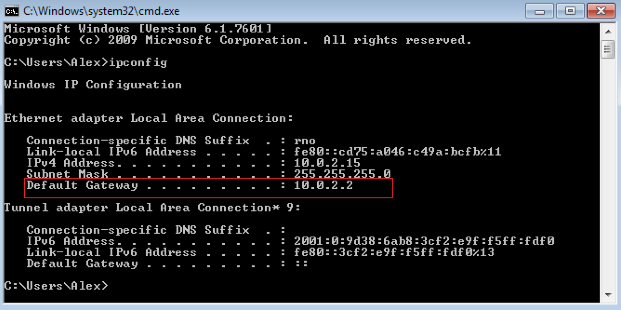 C:\Windows\system32\cmd.exe
Microsoft Windows [Version 6.1.7601]
Copyright (c) 2009 Microsoft Corporation.  All rights reserved.
C:\Users\Alex>ipconfig
Windows IP Configuration
Ethernet adapter Local Area Connection:
Connection-specific DNS Suffix  . : rno
Link-local IPv6 Address . . . . . : fe80::cd75:a046:c49a:bcfb%11
IPv4 Address. . . . . . . . . . . : 10.0.2.15
Subnet Mask . . . . . . . . . . . : 255.255.255.0
Default Gateway . . . . . . . . . : 10.0.2.2
Tunnel adapter Local Area Connection* 9:
Connection-specific DNS Suffix  . :
IPv6 Address. . . . . . . . . . . : 2001:0:9d38:6ab8:3cf2:e9f:f5ff:fdf0
Link-local IPv6 Address . . . . . : fe80::3cf2:e9f:f5ff:fdf0%13
Default Gateway . . . . . . . . . : ::
C:\Users\Alex>